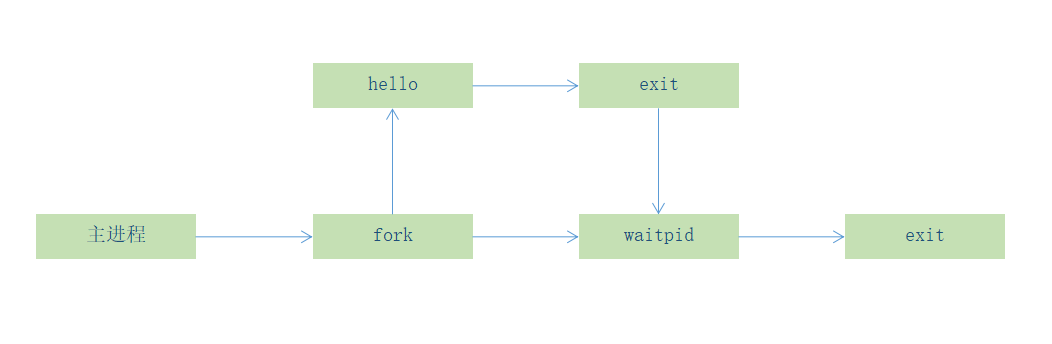 hello
exit
主进程
fork
waitpid
exit